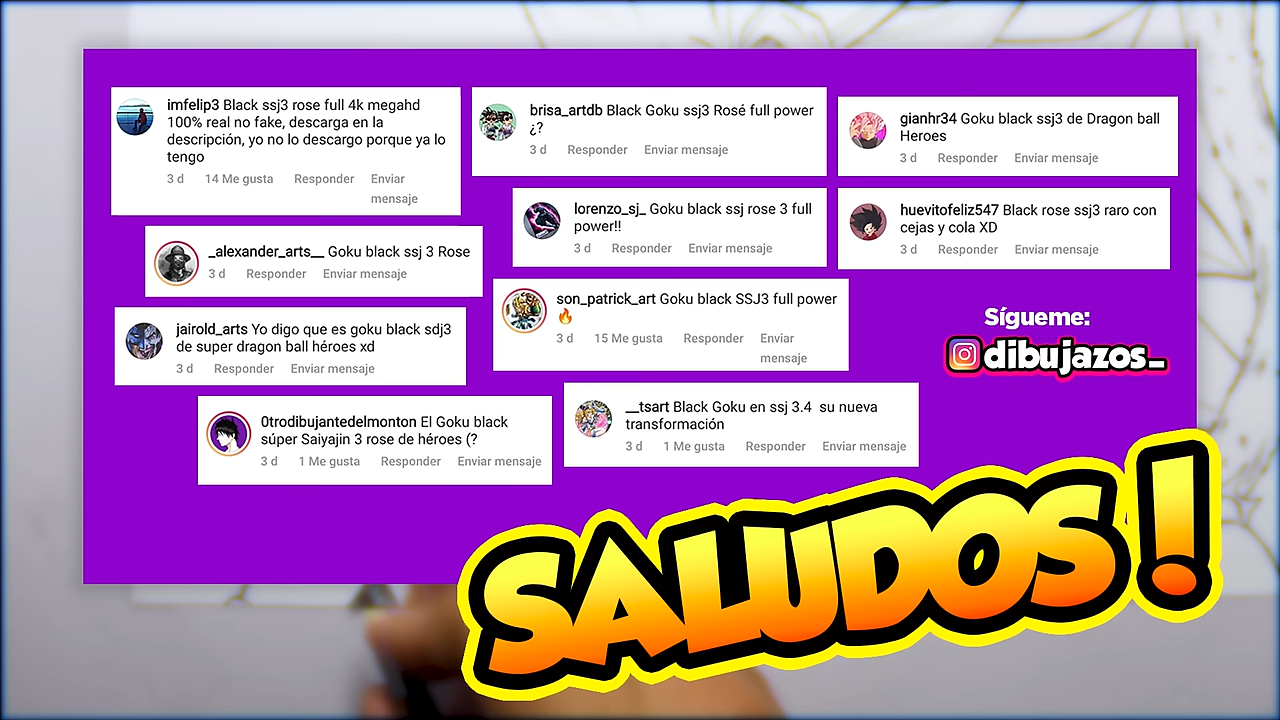 imfelip3 Black ssj3 rose full 4k megahd
100% real no fake, descarga en la
descripción, yo no lo descargo porque ya lo
tengo
3 d 14 Me gusta Responder Enviar
mensaje
brisa_artdb Black Goku ssj3 Rosé full power
¿?
3 d Responder Enviar mensaje
gianhr34 Goku black ssj3 de Dragon ball
Heroes
3 d Responder Enviar mensaje
lorenzo_sj_ Goku black ssj rose 3 full
power!!
3 d Responder Enviar mensaje
huevitofeliz547 Black rose ssj3 raro con
cejas y cola XD
3 d Responder Enviar mensaje
_alexander_arts__ Goku black ssj 3 Rose
3 d Responder Enviar mensaje
son_patrick_art Goku black SSJ3 full power
🔥
3 d 15 Me gusta Responder Enviar
mensaje
jairold_arts Yo digo que es goku black sdj3
de super dragon ball héroes xd
3 d Responder Enviar mensaje
Sígueme:
dibujazos_
0trodibujantedelmonton El Goku black
súper Saiyajin 3 rose de héroes (?
3 d 1 Me gusta Responder Enviar mensaje
__tsart Black Goku en ssj 3.4 su nueva
transformación
3 d 1 Me gusta Responder Enviar mensaje
SALUDOS!